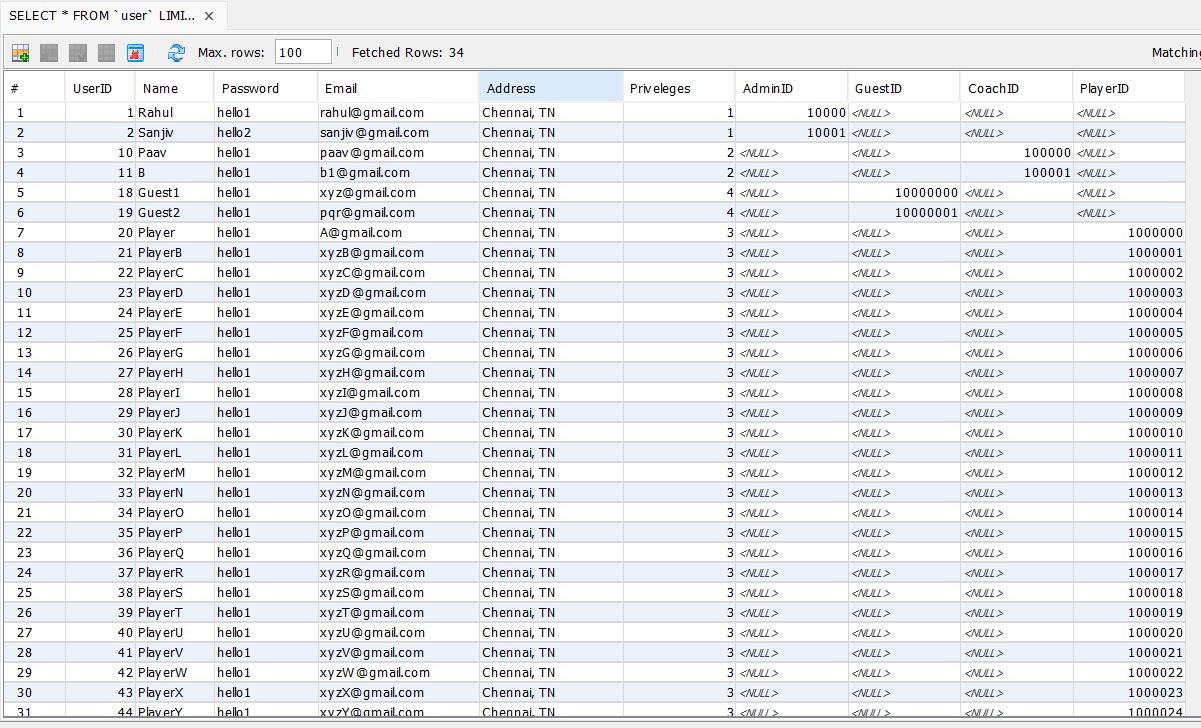 SELECT * FROM `user` LIMI... ×
Max. rows: 100 Fetched Rows: 34 Matching
# UserID Name Password Email Address Priveleges AdminID GuestID CoachID PlayerID
1 1 Rahul hello1 rahul@gmail.com Chennai, TN 1 10000 <NULL> <NULL> <NULL>
2 2 Sanjiv hello2 sanjiv@gmail.com Chennai, TN 1 10001 <NULL> <NULL> <NULL>
3 10 Paav hello1 paav@gmail.com Chennai, TN 2 <NULL> <NULL> 100000 <NULL>
4 11 B hello1 b1@gmail.com Chennai, TN 2 <NULL> <NULL> 100001 <NULL>
5 18 Guest1 hello1 xyz@gmail.com Chennai, TN 4 <NULL> 10000000 <NULL> <NULL>
6 19 Guest2 hello1 pqr@gmail.com Chennai, TN 4 <NULL> 10000001 <NULL> <NULL>
7 20 Player hello1 A@gmail.com Chennai, TN 3 <NULL> <NULL> <NULL> 1000000
8 21 PlayerB hello1 xyzB@gmail.com Chennai, TN 3 <NULL> <NULL> <NULL> 1000001
9 22 PlayerC hello1 xyzC@gmail.com Chennai, TN 3 <NULL> <NULL> <NULL> 1000002
10 23 PlayerD hello1 xyzD@gmail.com Chennai, TN 3 <NULL> <NULL> <NULL> 1000003
11 24 PlayerE hello1 xyzE@gmail.com Chennai, TN 3 <NULL> <NULL> <NULL> 1000004
12 25 PlayerF hello1 xyzF@gmail.com Chennai, TN 3 <NULL> <NULL> <NULL> 1000005
13 26 PlayerG hello1 xyzG@gmail.com Chennai, TN 3 <NULL> <NULL> <NULL> 1000006
14 27 PlayerH hello1 xyzH@gmail.com Chennai, TN 3 <NULL> <NULL> <NULL> 1000007
15 28 PlayerI hello1 xyzI@gmail.com Chennai, TN 3 <NULL> <NULL> <NULL> 1000008
16 29 PlayerJ hello1 xyzJ@gmail.com Chennai, TN 3 <NULL> <NULL> <NULL> 1000009
17 30 PlayerK hello1 xyzK@gmail.com Chennai, TN 3 <NULL> <NULL> <NULL> 1000010
18 31 PlayerL hello1 xyzL@gmail.com Chennai, TN 3 <NULL> <NULL> <NULL> 1000011
19 32 PlayerM hello1 xyzM@gmail.com Chennai, TN 3 <NULL> <NULL> <NULL> 1000012
20 33 PlayerN hello1 xyzN@gmail.com Chennai, TN 3 <NULL> <NULL> <NULL> 1000013
21 34 PlayerO hello1 xyzO@gmail.com Chennai, TN 3 <NULL> <NULL> <NULL> 1000014
22 35 PlayerP hello1 xyzP@gmail.com Chennai, TN 3 <NULL> <NULL> <NULL> 1000015
23 36 PlayerQ hello1 xyzQ@gmail.com Chennai, TN 3 <NULL> <NULL> <NULL> 1000016
24 37 PlayerR hello1 xyzR@gmail.com Chennai, TN 3 <NULL> <NULL> <NULL> 1000017
25 38 PlayerS hello1 xyzS@gmail.com Chennai, TN 3 <NULL> <NULL> <NULL> 1000018
26 39 PlayerT hello1 xyzT@gmail.com Chennai, TN 3 <NULL> <NULL> <NULL> 1000019
27 40 PlayerU hello1 xyzU@gmail.com Chennai, TN 3 <NULL> <NULL> <NULL> 1000020
28 41 PlayerV hello1 xyzV@gmail.com Chennai, TN 3 <NULL> <NULL> <NULL> 1000021
29 42 PlayerW hello1 xyzW@gmail.com Chennai, TN 3 <NULL> <NULL> <NULL> 1000022
30 43 PlayerX hello1 xyzX@gmail.com Chennai, TN 3 <NULL> <NULL> <NULL> 1000023
31 44 PlayerY hello1 xyzY@gmail.com Chennai, TN 3 <NULL> <NULL> <NULL> 1000024